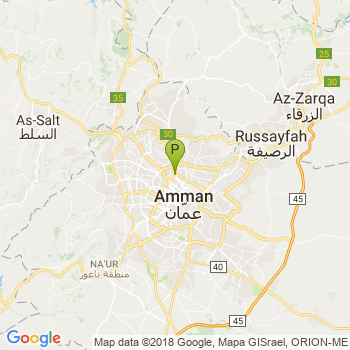 25
30
Az-Zarqa
الزرقاء
35
As-Salt
السلط
30
Russayfah
الرصيفة
P
Amman
عمان
45
NA'UR
منطقة ناعور
40
45
Google
Map data ©2018 Google, Mapa GISrael, ORION-ME